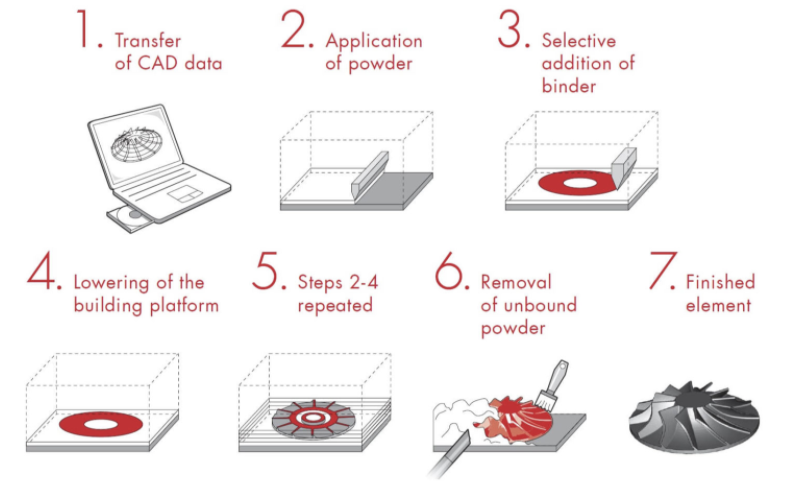 1. Transfer
of CAD data
2. Application
of powder
3. Selective
addition of
binder
4. Lowering of the
building platform
5. Steps 2-4
repeated
6. Removal
of unbound
powder
7. Finished
element